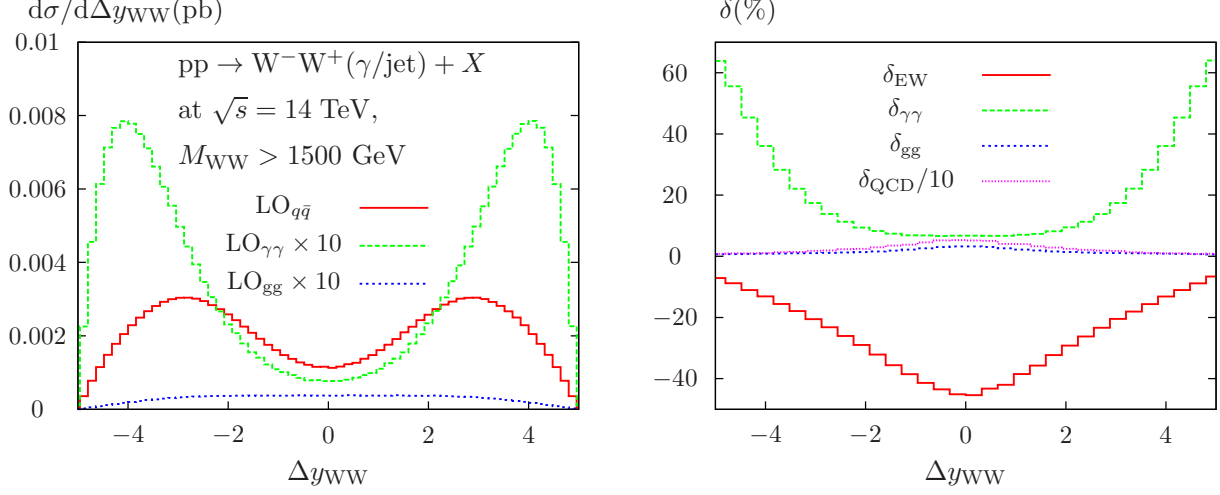 dσ/dΔy_WW(pb)
0.01
0.008
0.006
0.004
0.002
0
pp → W⁻W⁺(γ/jet) + X
at √s = 14 TeV,
M_WW > 1500 GeV
LO_qq̄
LO_γγ × 10
LO_gg × 10
−4 −2 0 2 4
Δy_WW
δ(%)
60
40
20
0
−20
−40
δ_EW
δ_γγ
δ_gg
δ_QCD/10
−4 −2 0 2 4
Δy_WW